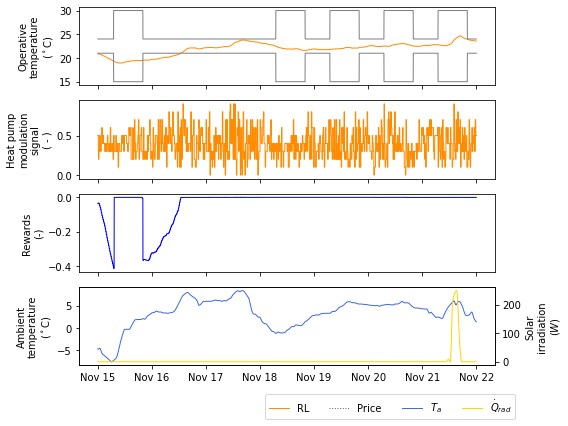 Operative
temperature
(°C)
30
25
20
15
Heat pump
modulation
signal
( - )
0.5
0.0
Rewards
(-)
0.0
−0.2
−0.4
Ambient
temperature
(°C)
5
0
−5
200
100
0
Solar
irradiation
(W)
Nov 15 Nov 16 Nov 17 Nov 18 Nov 19 Nov 20 Nov 21 Nov 22
RL Price T_a Q̇_rad